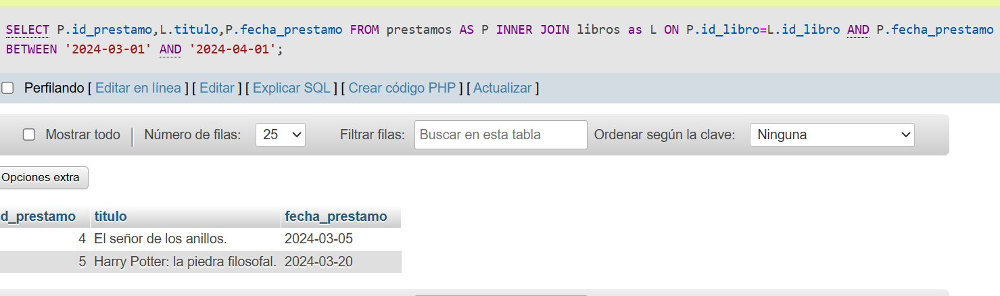 SELECT P.id_prestamo,L.titulo,P.fecha_prestamo FROM prestamos AS P INNER JOIN libros as L ON P.id_libro=L.id_libro AND P.fecha_prestamo
BETWEEN '2024-03-01' AND '2024-04-01';
Perfilando [ Editar en línea ] [ Editar ] [ Explicar SQL ] [ Crear código PHP ] [ Actualizar ]
Mostrar todo | Número de filas: 25 Filtrar filas: Buscar en esta tabla Ordenar según la clave: Ninguna
Opciones extra
d_prestamo titulo fecha_prestamo
4 El señor de los anillos. 2024-03-05
5 Harry Potter: la piedra filosofal. 2024-03-20